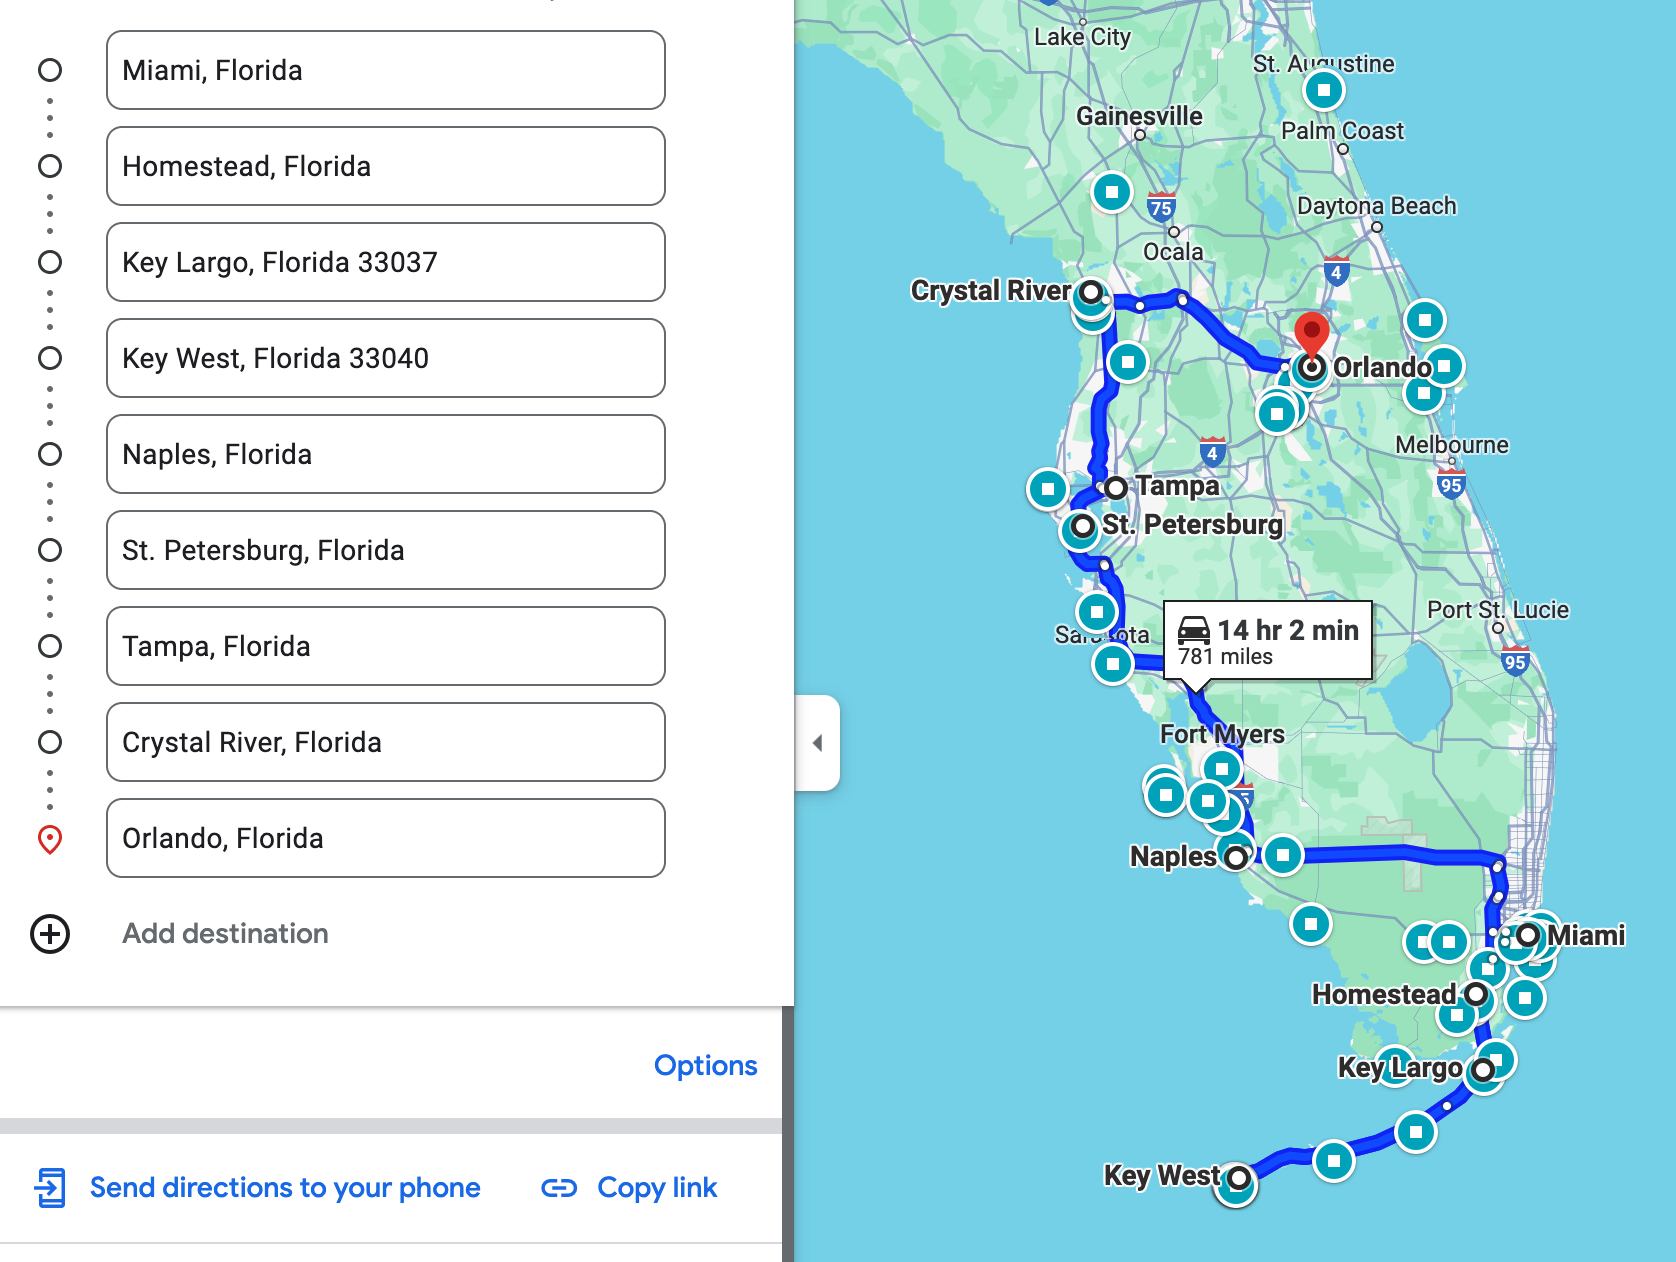 Miami, Florida
Homestead, Florida
Key Largo, Florida 33037
Key West, Florida 33040
Naples, Florida
St. Petersburg, Florida
Tampa, Florida
Crystal River, Florida
Orlando, Florida
Add destination
Options
Send directions to your phone
Copy link
Lake City
St. Augustine
Gainesville
Palm Coast
75
Daytona Beach
Ocala
4
Crystal River
Orlando
Melbourne
4
95
Tampa
St. Petersburg
Port St. Lucie
14 hr 2 min
781 miles
Sarasota
95
Fort Myers
Naples
Miami
Homestead
Key Largo
Key West